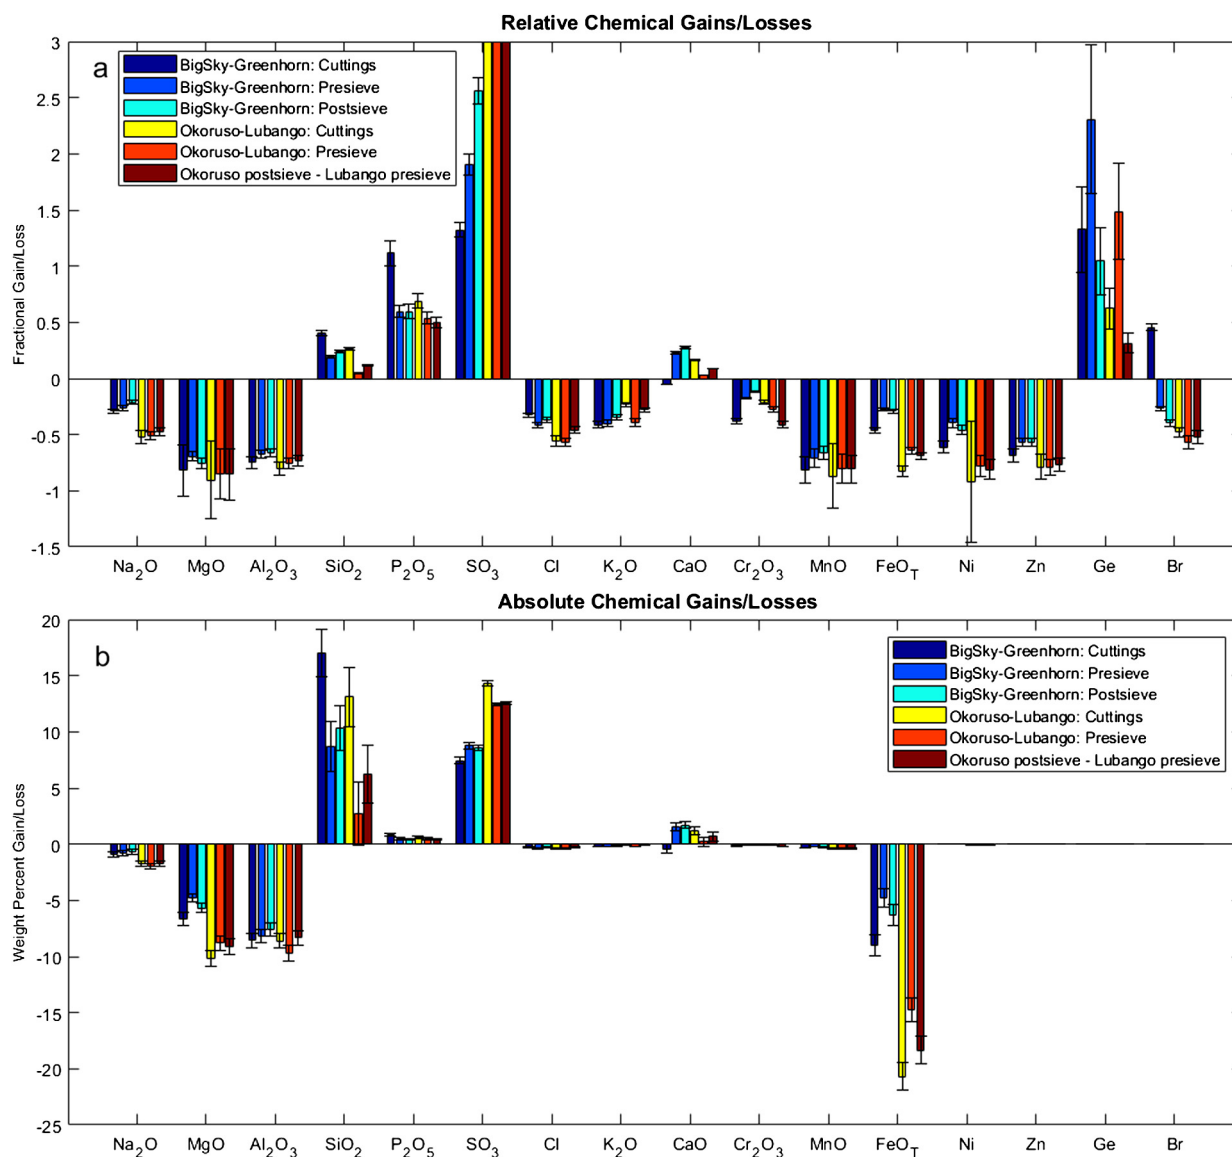 Relative Chemical Gains/Losses
a
BigSky-Greenhorn: Cuttings
BigSky-Greenhorn: Presieve
BigSky-Greenhorn: Postsieve
Okoruso-Lubango: Cuttings
Okoruso-Lubango: Presieve
Okoruso postsieve - Lubango presieve
Fractional Gain/Loss
3
2.5
2
1.5
1
0.5
0
-0.5
-1
-1.5
Na2O MgO Al2O3 SiO2 P2O5 SO3 Cl K2O CaO Cr2O3 MnO FeOT Ni Zn Ge Br
Absolute Chemical Gains/Losses
b
BigSky-Greenhorn: Cuttings
BigSky-Greenhorn: Presieve
BigSky-Greenhorn: Postsieve
Okoruso-Lubango: Cuttings
Okoruso-Lubango: Presieve
Okoruso postsieve - Lubango presieve
Weight Percent Gain/Loss
20
15
10
5
0
-5
-10
-15
-20
-25
Na2O MgO Al2O3 SiO2 P2O5 SO3 Cl K2O CaO Cr2O3 MnO FeOT Ni Zn Ge Br